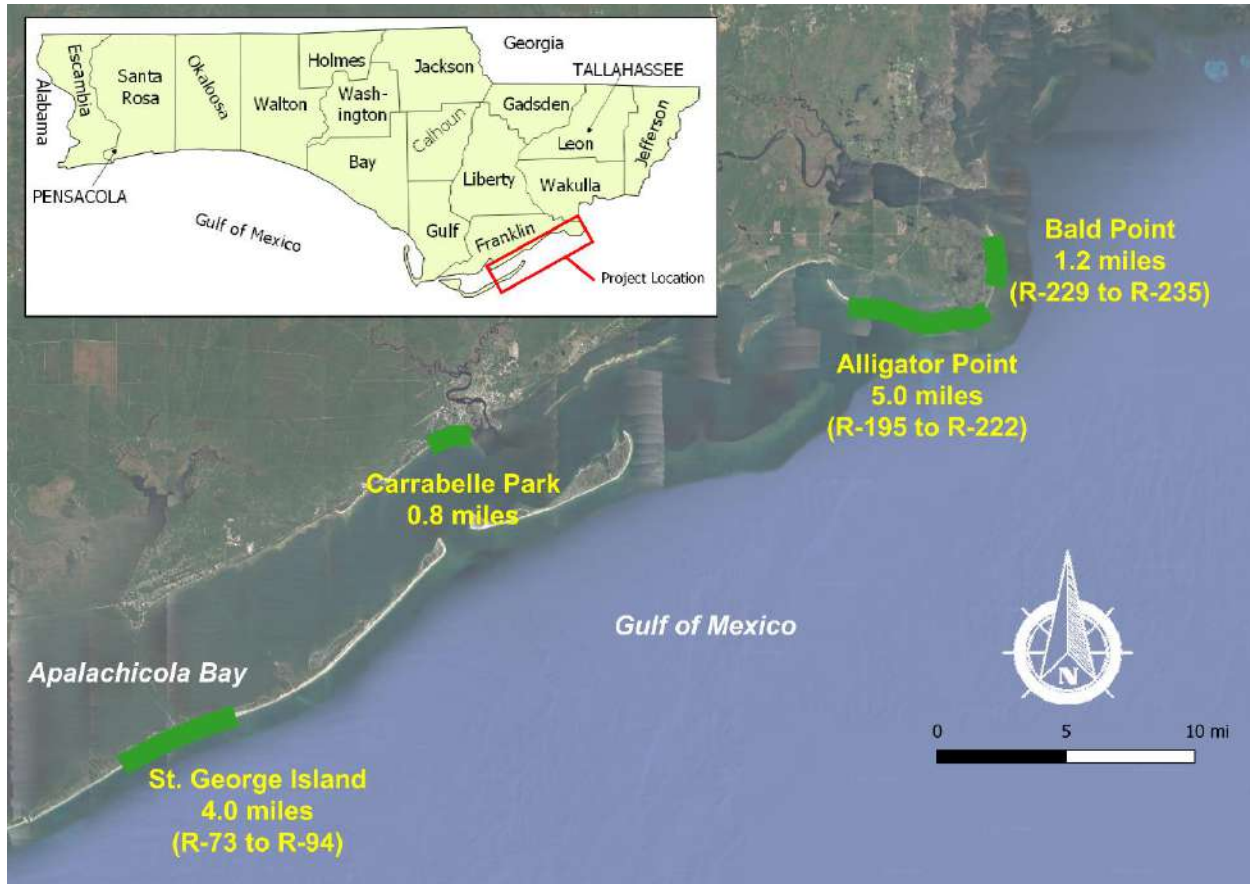 Georgia
TALLAHASSEE
Alabama
Escambia
Santa
Rosa
Okaloosa
Walton
Holmes
Wash-
ington
Jackson
Bay
Calhoun
Gadsden
Leon
Jefferson
Liberty
Wakulla
Gulf
Franklin
PENSACOLA
Gulf of Mexico
Project Location
Bald Point
1.2 miles
(R-229 to R-235)
Alligator Point
5.0 miles
(R-195 to R-222)
Carrabelle Park
0.8 miles
Gulf of Mexico
Apalachicola Bay
St. George Island
4.0 miles
(R-73 to R-94)
N
0 5 10 mi